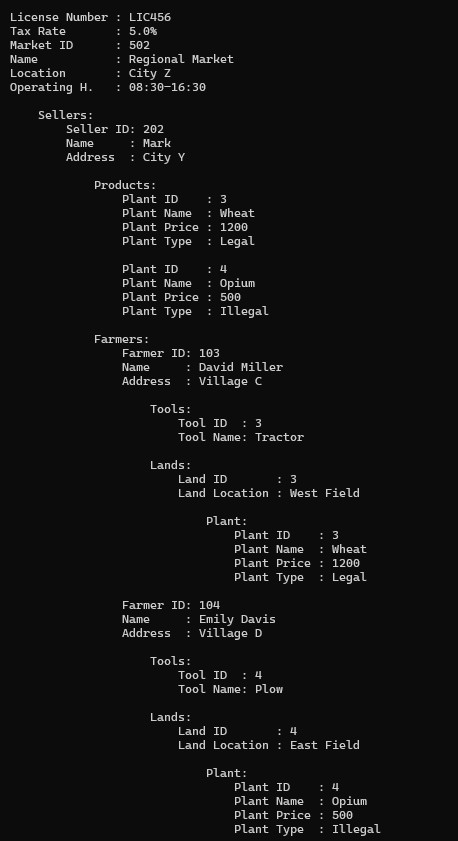 License Number : LIC456
Tax Rate       : 5.0%
Market ID      : 502
Name           : Regional Market
Location       : City Z
Operating H.   : 08:30-16:30

    Sellers:
        Seller ID: 202
        Name     : Mark
        Address  : City Y

            Products:
                Plant ID    : 3
                Plant Name  : Wheat
                Plant Price : 1200
                Plant Type  : Legal

                Plant ID    : 4
                Plant Name  : Opium
                Plant Price : 500
                Plant Type  : Illegal

            Farmers:
                Farmer ID: 103
                Name     : David Miller
                Address  : Village C

                    Tools:
                        Tool ID  : 3
                        Tool Name: Tractor

                    Lands:
                        Land ID       : 3
                        Land Location : West Field

                            Plant:
                                Plant ID    : 3
                                Plant Name  : Wheat
                                Plant Price : 1200
                                Plant Type  : Legal

                Farmer ID: 104
                Name     : Emily Davis
                Address  : Village D

                    Tools:
                        Tool ID  : 4
                        Tool Name: Plow

                    Lands:
                        Land ID       : 4
                        Land Location : East Field

                            Plant:
                                Plant ID    : 4
                                Plant Name  : Opium
                                Plant Price : 500
                                Plant Type  : Illegal